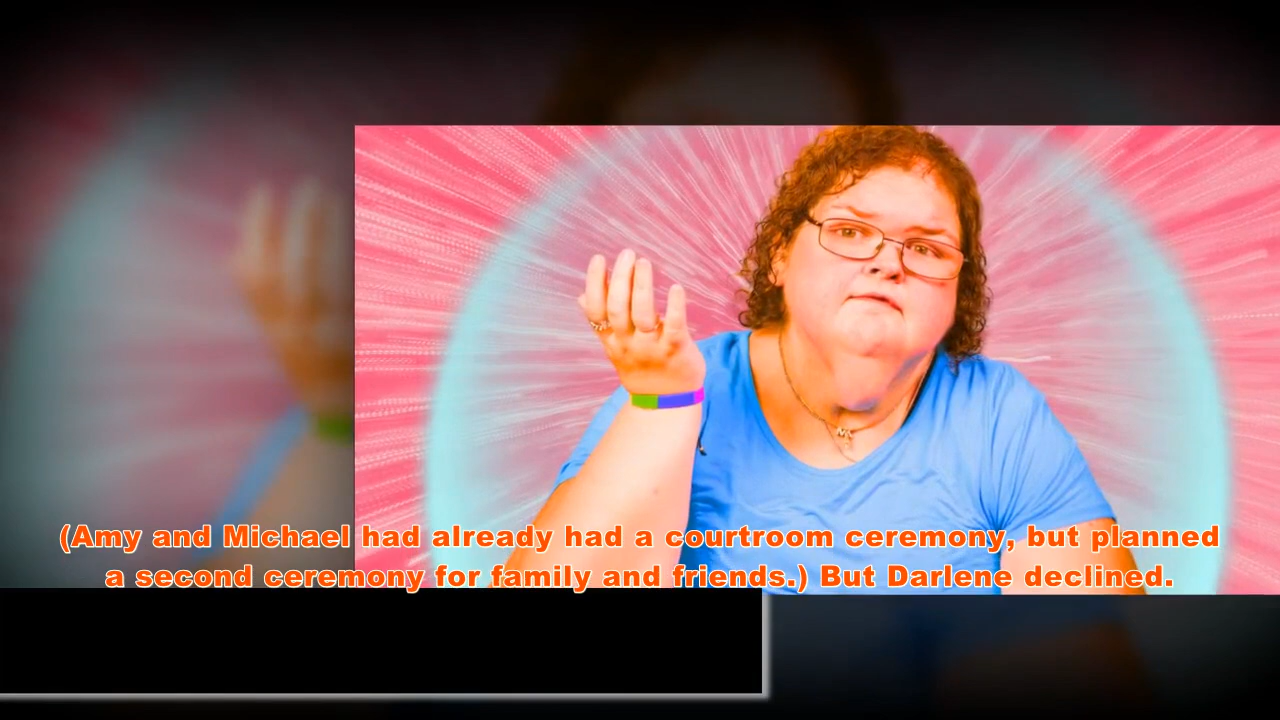 (Amy and Michael had already had a courtroom ceremony, but planned
a second ceremony for family and friends.) But Darlene declined.